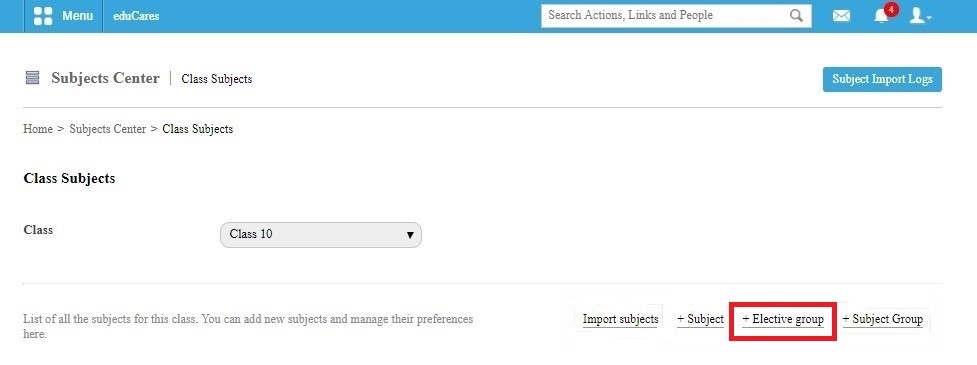 Menu eduCares Search Actions, Links and People 4
Subjects Center | Class Subjects Subject Import Logs
Home > Subjects Center > Class Subjects
Class Subjects
Class Class 10
List of all the subjects for this class. You can add new subjects and manage their preferences
here.
Import subjects + Subject + Elective group + Subject Group